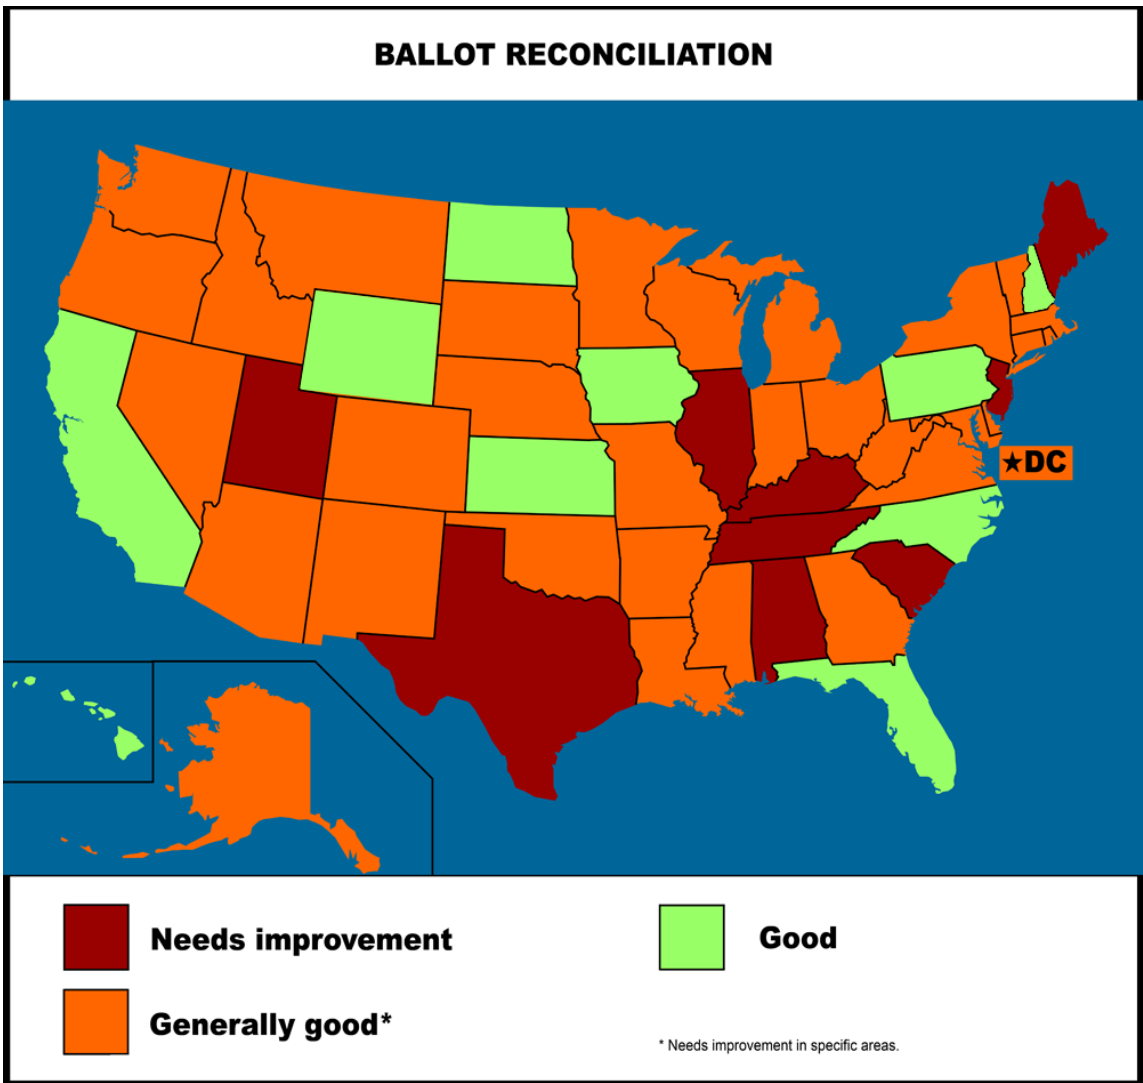 BALLOT RECONCILIATION
★DC
Needs improvement
Good
Generally good*
* Needs improvement in specific areas.